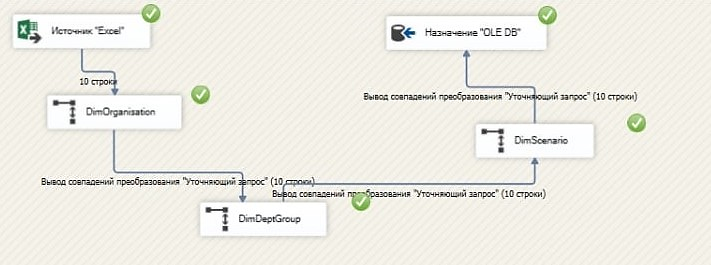 Источник "Excel"
10 строки
DimOrganisation
Вывод совпадений преобразования "Уточняющий запрос" (10 строки)
DimDeptGroup
Вывод совпадений преобразования "Уточняющий запрос" (10 строки)
DimScenario
Вывод совпадений преобразования "Уточняющий запрос" (10 строки)
Назначение "OLE DB"